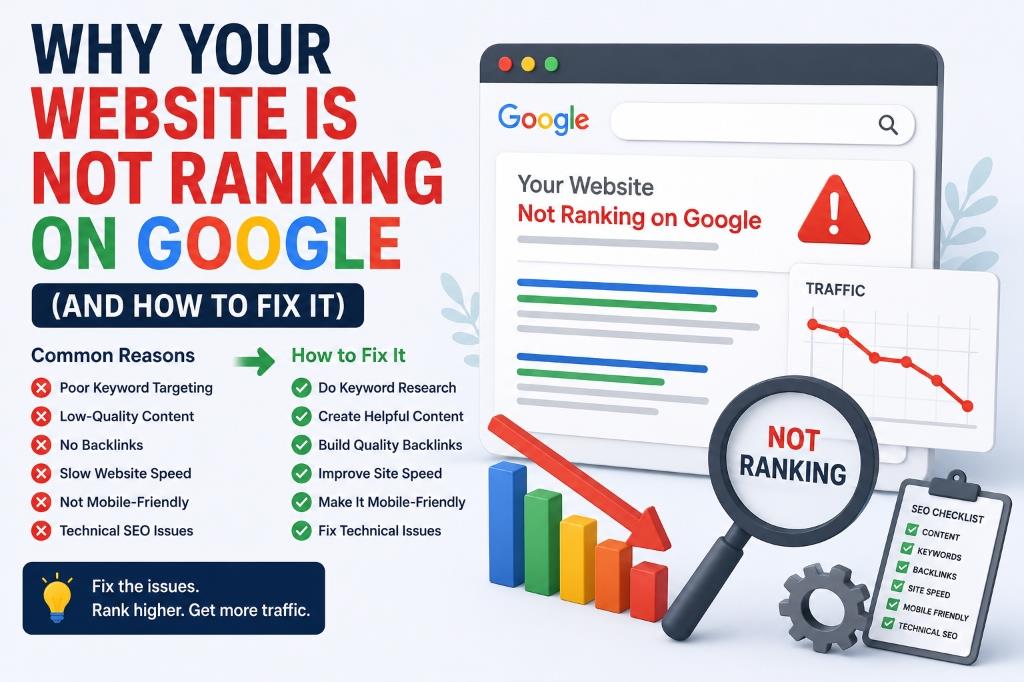 WHY YOUR
WEBSITE IS
NOT RANKING
ON GOOGLE
(AND HOW TO FIX IT)
Common Reasons
How to Fix It
Poor Keyword Targeting
Do Keyword Research
Low-Quality Content
Create Helpful Content
No Backlinks
Build Quality Backlinks
Slow Website Speed
Improve Site Speed
Not Mobile-Friendly
Make It Mobile-Friendly
Technical SEO Issues
Fix Technical Issues
Fix the issues.
Rank higher. Get more traffic.
Google
Your Website
Not Ranking on Google
TRAFFIC
NOT
RANKING
SEO CHECKLIST
CONTENT
KEYWORDS
BACKLINKS
SITE SPEED
MOBILE FRIENDLY
TECHNICAL SEO